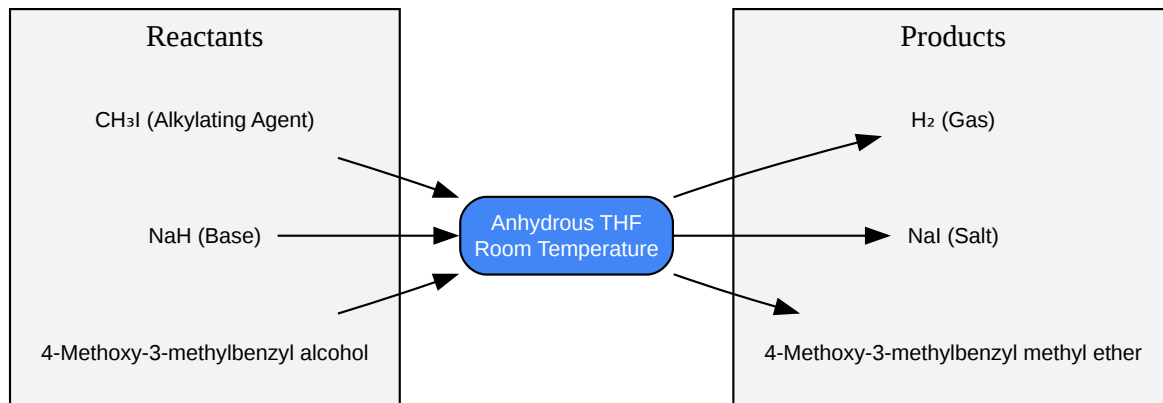 Reactants
CH₃I (Alkylating Agent)
NaH (Base)
4-Methoxy-3-methylbenzyl alcohol
Anhydrous THF
Room Temperature
Products
H₂ (Gas)
NaI (Salt)
4-Methoxy-3-methylbenzyl methyl ether